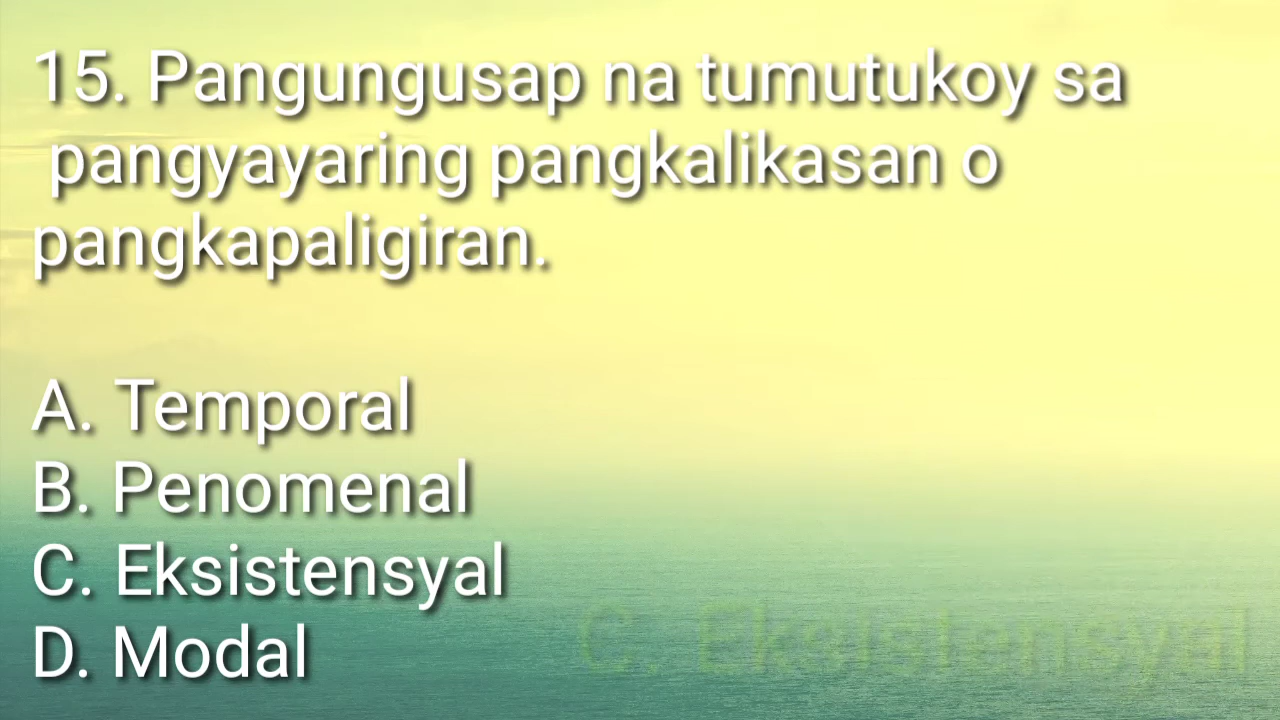 15. Pangungusap na tumutukoy sa
pangyayaring pangkalikasan o
pangkapaligiran.
A. Temporal
B. Penomenal
C. Eksistensyal
D. Modal
C. Eksistensyal